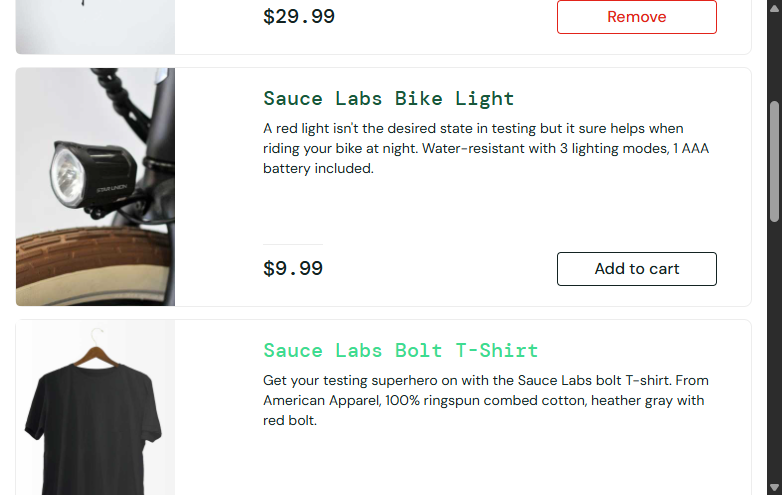 $29.99
Remove
Sauce Labs Bike Light
A red light isn't the desired state in testing but it sure helps when
riding your bike at night. Water-resistant with 3 lighting modes, 1 AAA
battery included.
$9.99
Add to cart
Sauce Labs Bolt T-Shirt
Get your testing superhero on with the Sauce Labs bolt T-shirt. From
American Apparel, 100% ringspun combed cotton, heather gray with
red bolt.